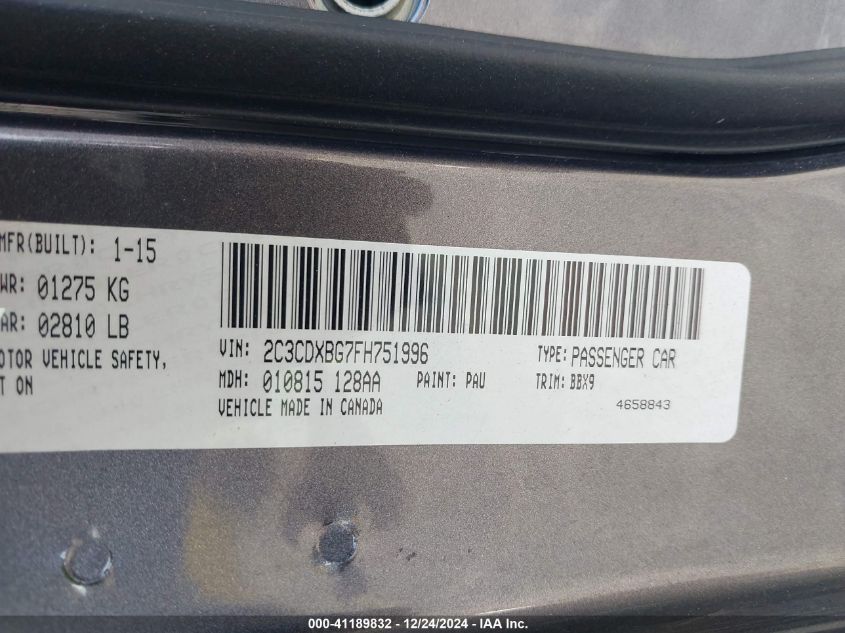 MFR(BUILT): 1-15
WR: 01275 KG
AR: 02810 LB
OTOR VEHICLE SAFETY,
T ON
VIN: 2C3CDXBG7FH751996 TYPE: PASSENGER CAR
MDH: 010815 128AA PAINT: PAU TRIM: BBX9
VEHICLE MADE IN CANADA 4658843
000-41189832 - 12/24/2024 - IAA Inc.